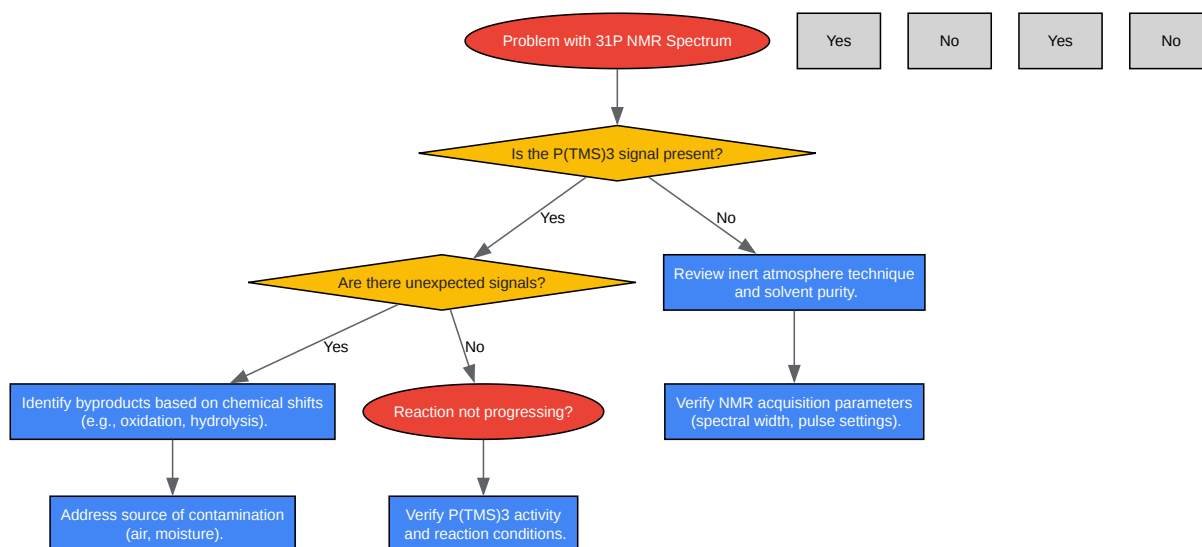 Problem with 31P NMR Spectrum
Yes
No
Yes
No
Is the P(TMS)3 signal present?
Yes
No
Are there unexpected signals?
Review inert atmosphere technique
and solvent purity.
Yes
No
Identify byproducts based on chemical shifts
(e.g., oxidation, hydrolysis).
Reaction not progressing?
Verify NMR acquisition parameters
(spectral width, pulse settings).
Address source of contamination
(air, moisture).
Verify P(TMS)3 activity
and reaction conditions.